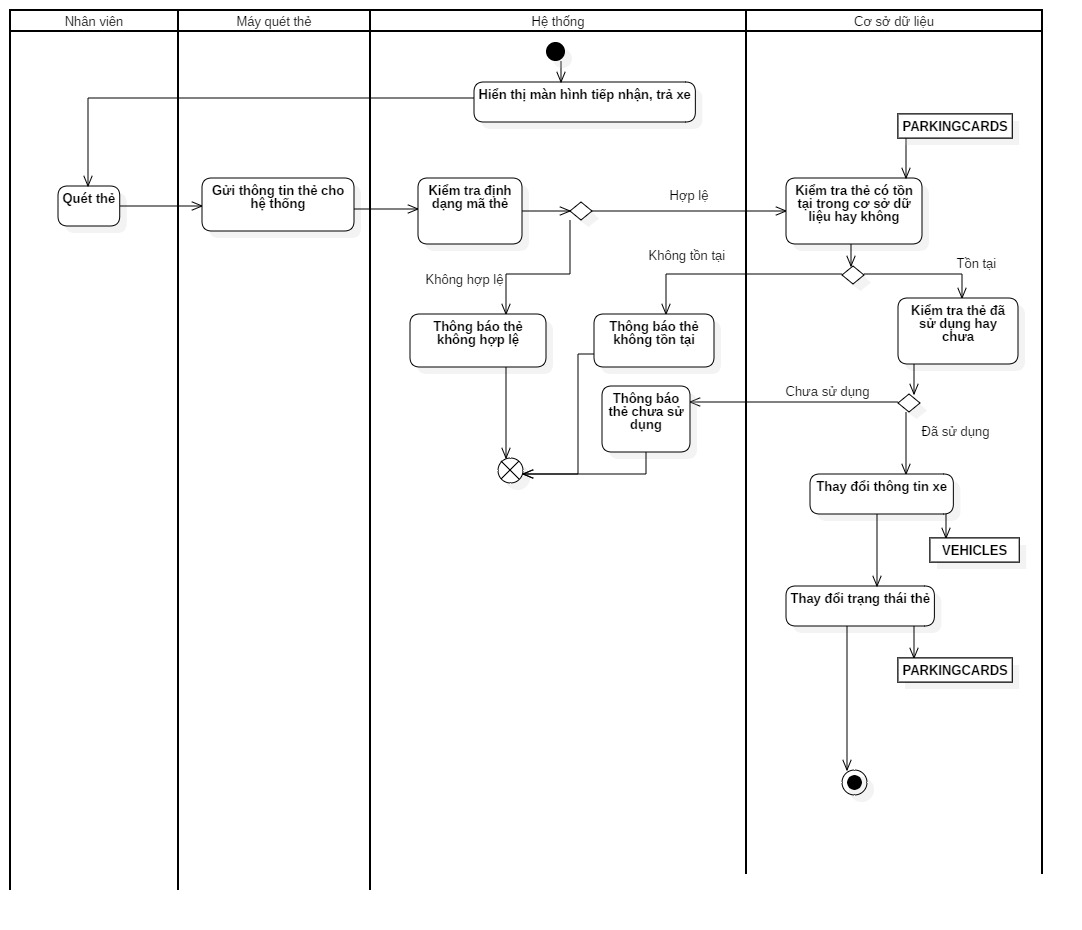 Nhân viên
Máy quét thẻ
Hệ thống
Cơ sở dữ liệu
Hiển thị màn hình tiếp nhận, trả xe
PARKINGCARDS
Quét thẻ
Gửi thông tin thẻ cho
hệ thống
Kiểm tra định
dạng mã thẻ
Hợp lệ
Kiểm tra thẻ có tồn
tại trong cơ sở dữ
liệu hay không
Không tồn tại
Tồn tại
Không hợp lệ
Thông báo thẻ
không hợp lệ
Thông báo thẻ
không tồn tại
Kiểm tra thẻ đã
sử dụng hay
chưa
Chưa sử dụng
Thông báo
thẻ chưa sử
dụng
Đã sử dụng
Thay đổi thông tin xe
VEHICLES
Thay đổi trạng thái thẻ
PARKINGCARDS